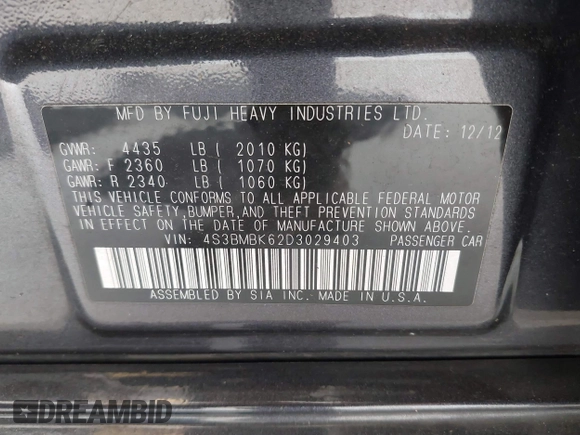 MFD BY FUJI HEAVY INDUSTRIES LTD.
DATE: 12/12
GVWR: 4435 LB ( 2010 KG)
GAWR: F 2360 LB ( 1070 KG)
GAWR: R 2340 LB ( 1060 KG)
THIS VEHICLE CONFORMS TO ALL APPLICABLE FEDERAL MOTOR
VEHICLE SAFETY,BUMPER,AND THEFT PREVENTION STANDARDS
IN EFFECT ON THE DATE OF MANUFACTURE SHOWN ABOVE.
VIN: 4S3BMBK62D3029403 PASSENGER CAR
ASSEMBLED BY SIA INC. MADE IN U.S.A.
DREAMBID